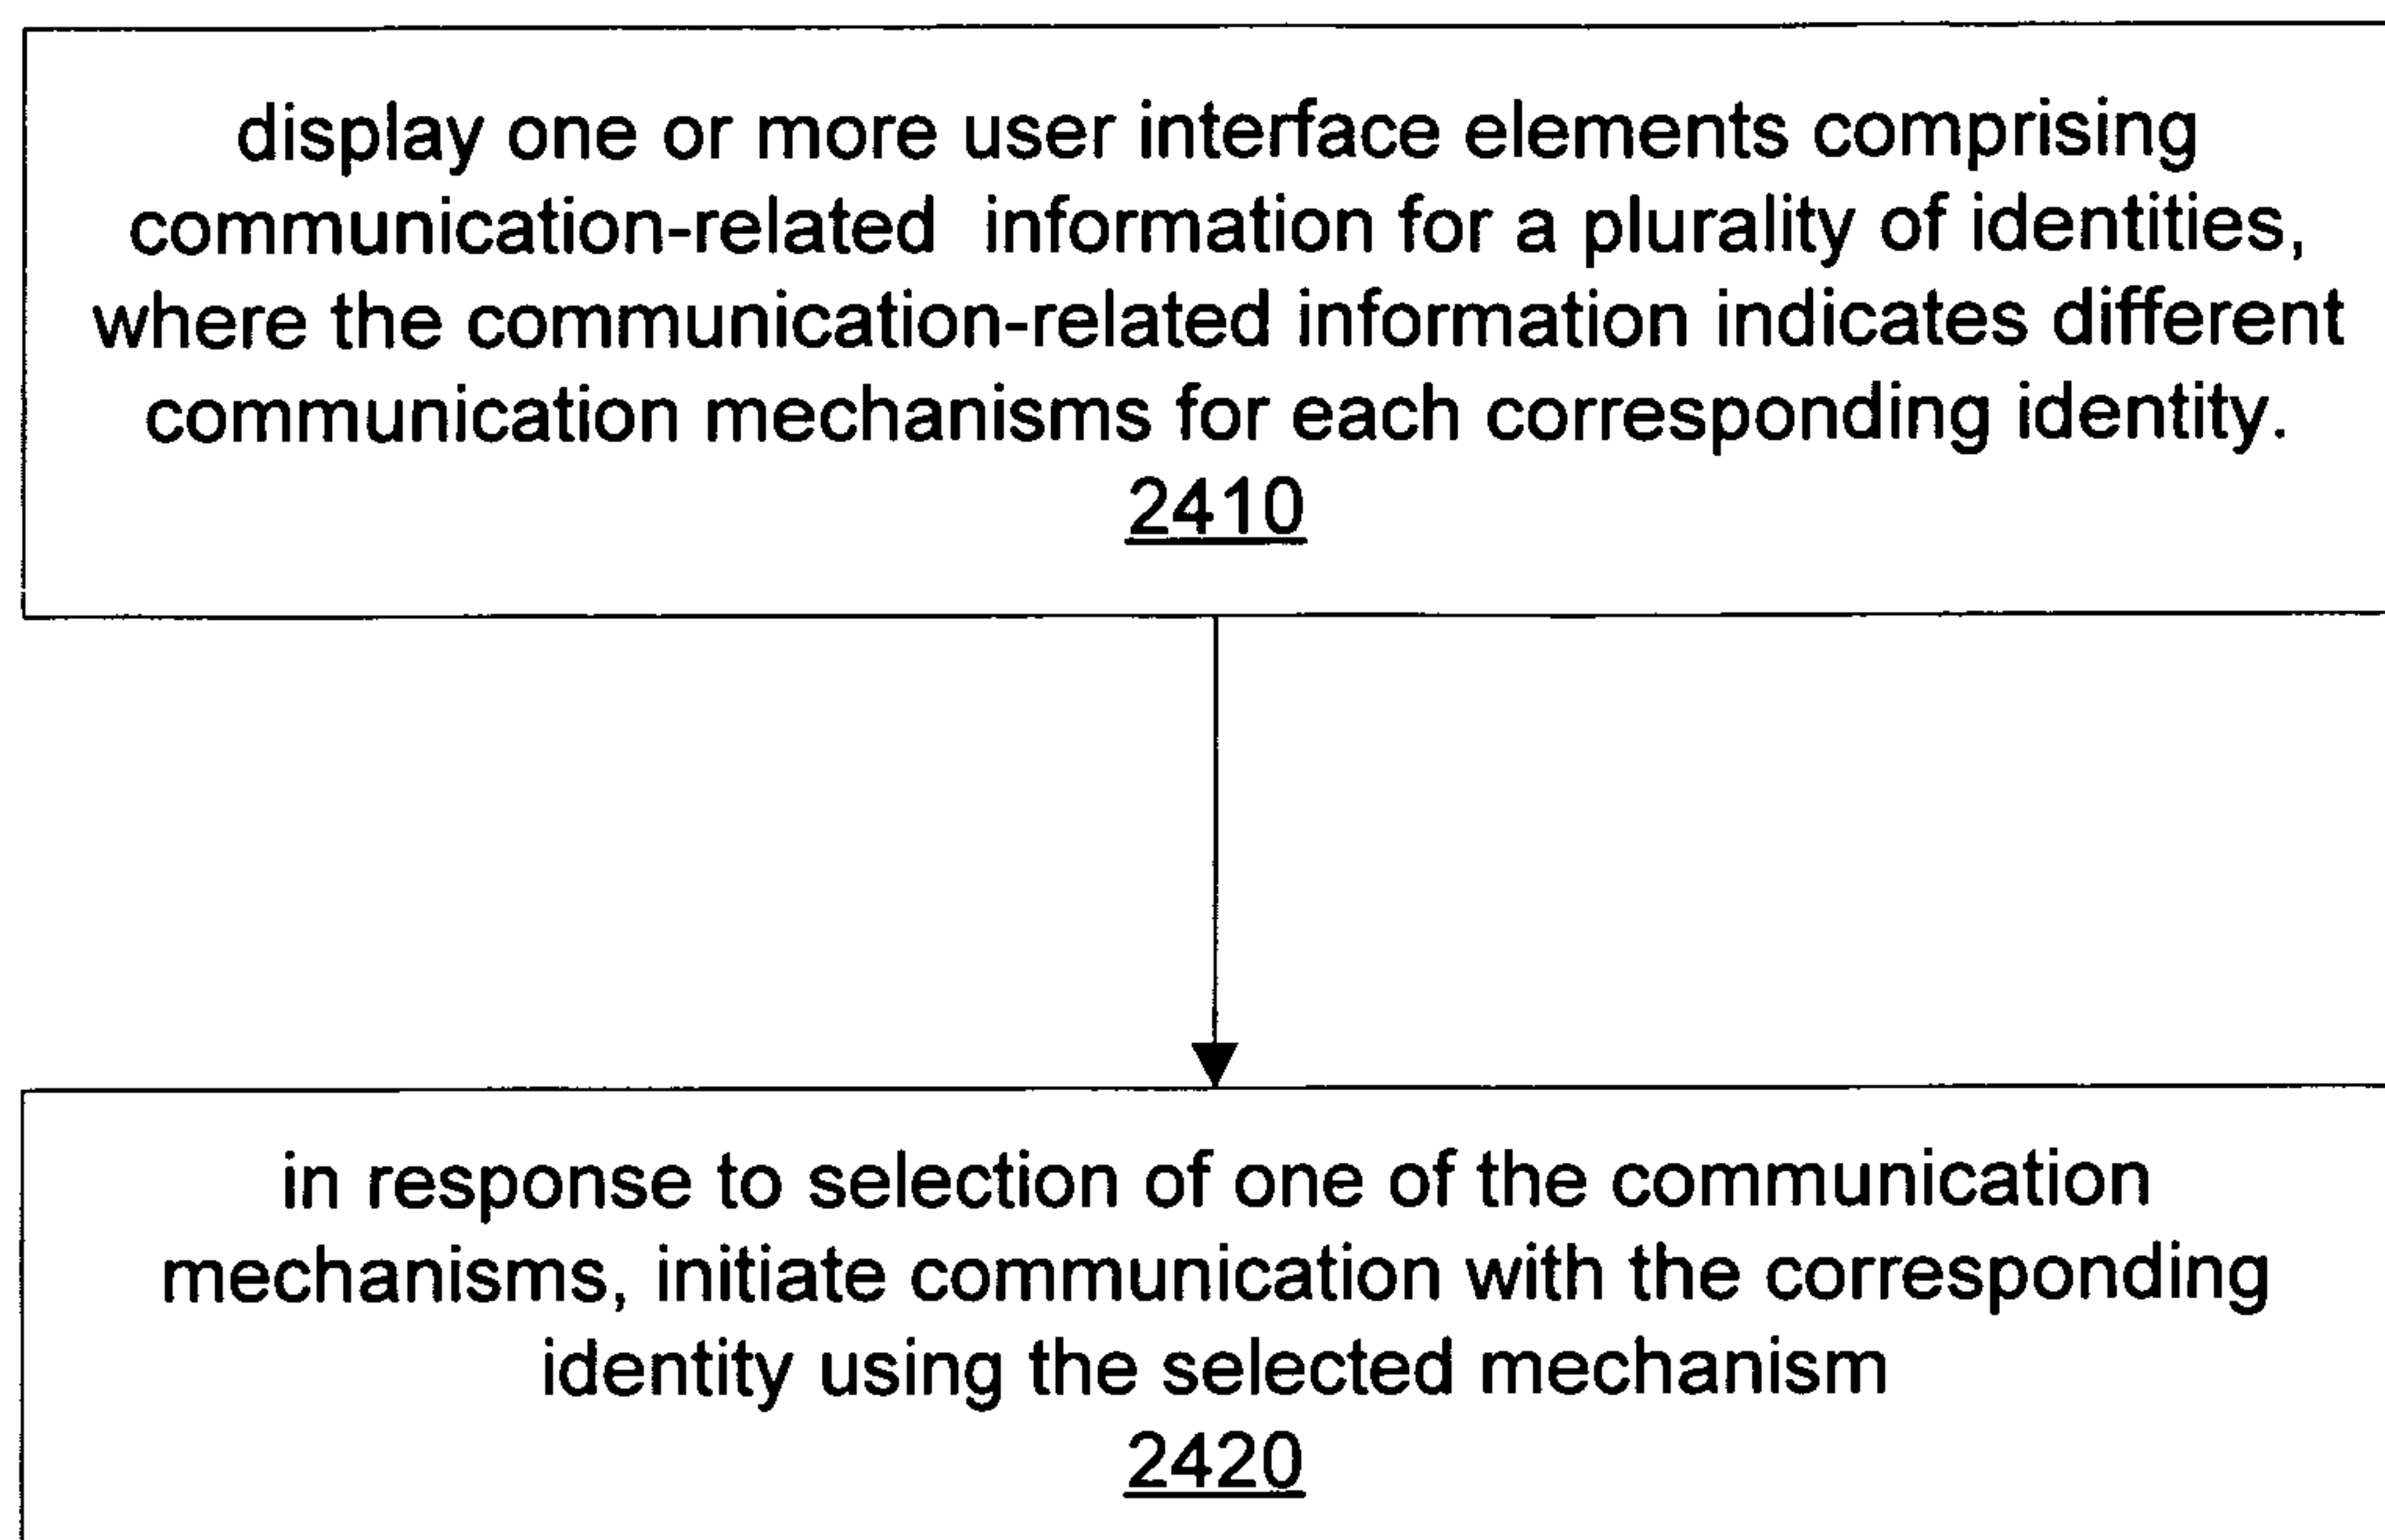 display one or more user interface elements comprising
communication-related information for a plurality of identities,
where the communication-related information indicates different
communication mechanisms for each corresponding identity.
2410
in response to selection of one of the communication
mechanisms, initiate communication with the corresponding
identity using the selected mechanism
2420